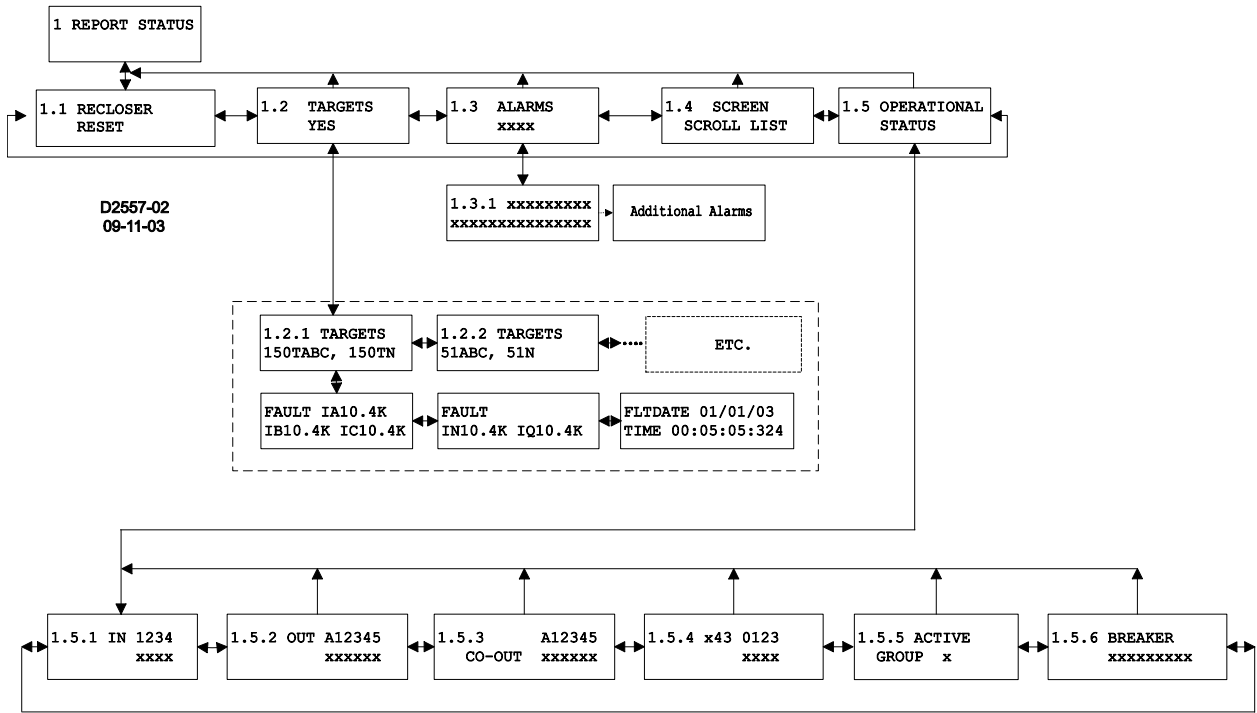 1 REPORT STATUS
1.1 RECLOSER
RESET
1.2 TARGETS
YES
1.3 ALARMS
xxxx
1.4 SCREEN
SCROLL LIST
1.5 OPERATIONAL
STATUS
D2557-02
09-11-03
1.3.1 xxxxxxxxx
xxxxxxxxxxxxxxx
Additional Alarms
1.2.1 TARGETS
150TABC, 150TN
1.2.2 TARGETS
51ABC, 51N
ETC.
FAULT IA10.4K
IB10.4K IC10.4K
FAULT
IN10.4K IQ10.4K
FLTDATE 01/01/03
TIME 00:05:05:324
1.5.1 IN 1234
xxxx
1.5.2 OUT A12345
xxxxxx
1.5.3 A12345
CO-OUT xxxxxx
1.5.4 x43 0123
xxxx
1.5.5 ACTIVE
GROUP x
1.5.6 BREAKER
xxxxxxxxx